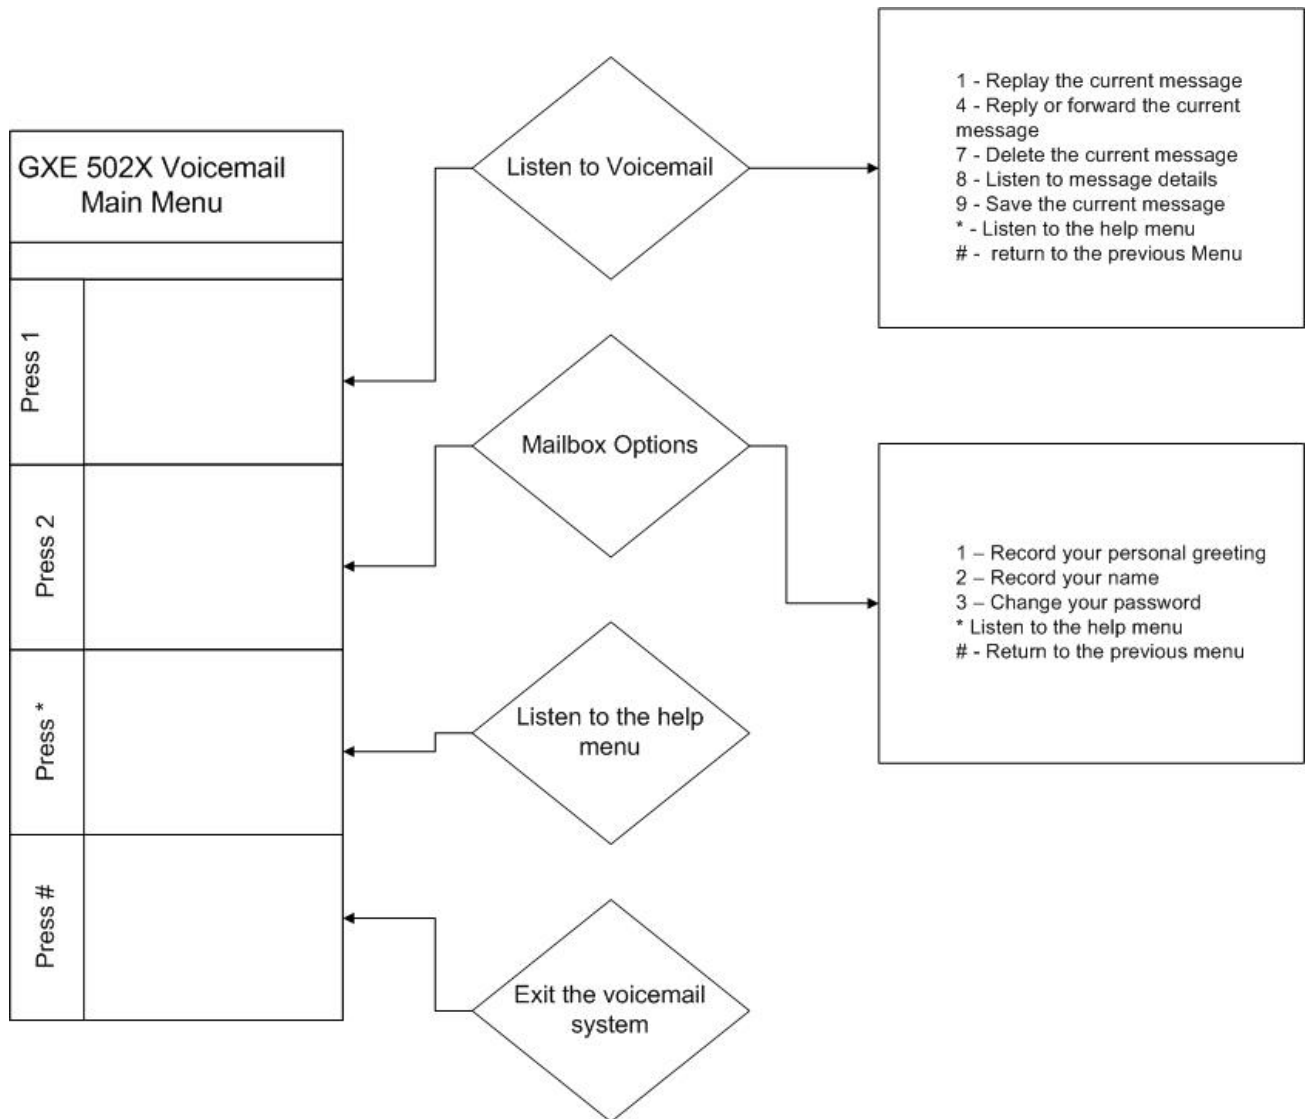 GXE 502X Voicemail
Main Menu
Press 1
Press 2
Press *
Press #
Listen to Voicemail
Mailbox Options
Listen to the help
menu
Exit the voicemail
system
1 - Replay the current message
4 - Reply or forward the current
message
7 - Delete the current message
8 - Listen to message details
9 - Save the current message
* - Listen to the help menu
# -  return to the previous Menu
1 – Record your personal greeting
2 – Record your name
3 – Change your password
* Listen to the help menu
# - Return to the previous menu